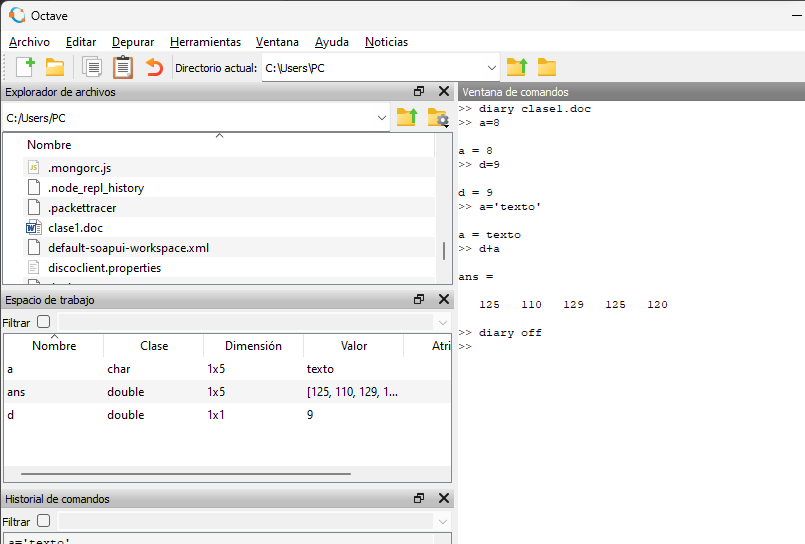 Octave
Archivo Editar Depurar Herramientas Ventana Ayuda Noticias
Directorio actual: C:\Users\PC
Explorador de archivos
C:/Users/PC
Nombre
.mongorc.js
.node_repl_history
.packettracer
clase1.doc
default-soapui-workspace.xml
discoclient.properties
Espacio de trabajo
Filtrar
Nombre Clase Dimensión Valor Atri
a char 1x5 texto
ans double 1x5 [125, 110, 129, 1...
d double 1x1 9
Historial de comandos
Filtrar
a='texto'
Ventana de comandos
>> diary clase1.doc
>> a=8
a = 8
>> d=9
d = 9
>> a='texto'
a = texto
>> d+a
ans =
125 110 129 125 120
>> diary off
>>